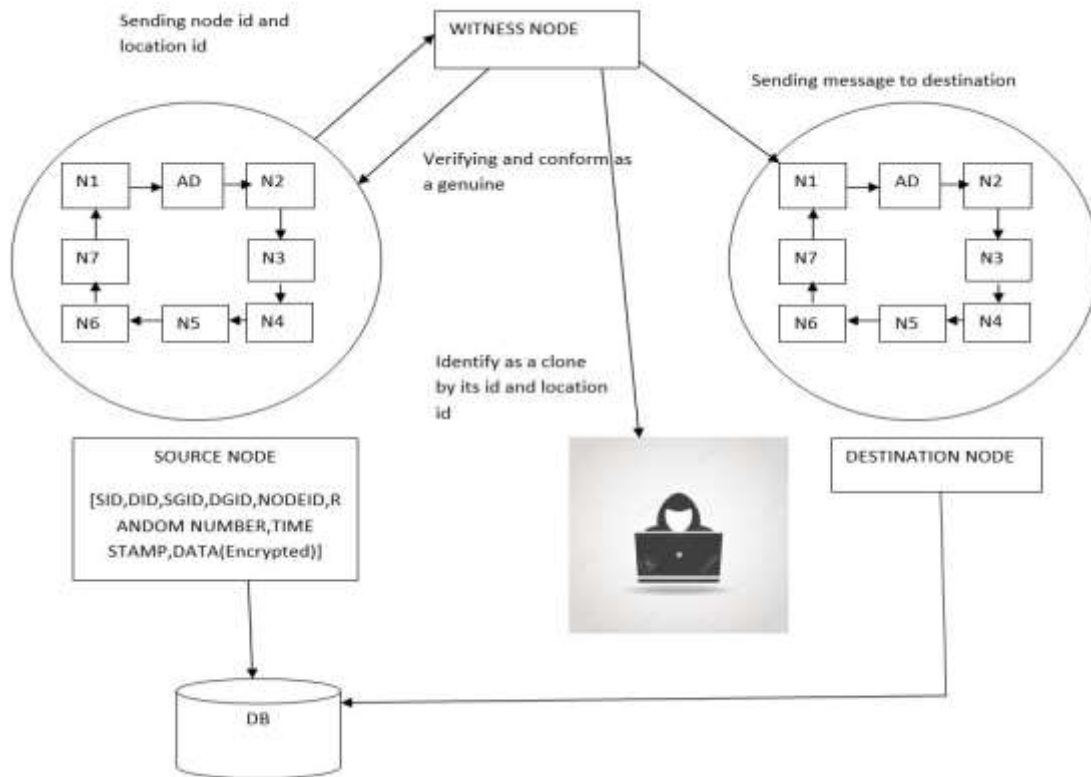 Sending node id and
location id
WITNESS NODE
Sending message to destination
Verifying and conform as
a genuine
N1
AD
N2
N7
N3
N6
N5
N4
N1
AD
N2
N7
N3
N6
N5
N4
Identify as a clone
by its id and location
id
SOURCE NODE
[SID,DID,SGID,DGID,NODEID,R
ANDOM NUMBER,TIME
STAMP,DATA(Encrypted)]
DESTINATION NODE
DB